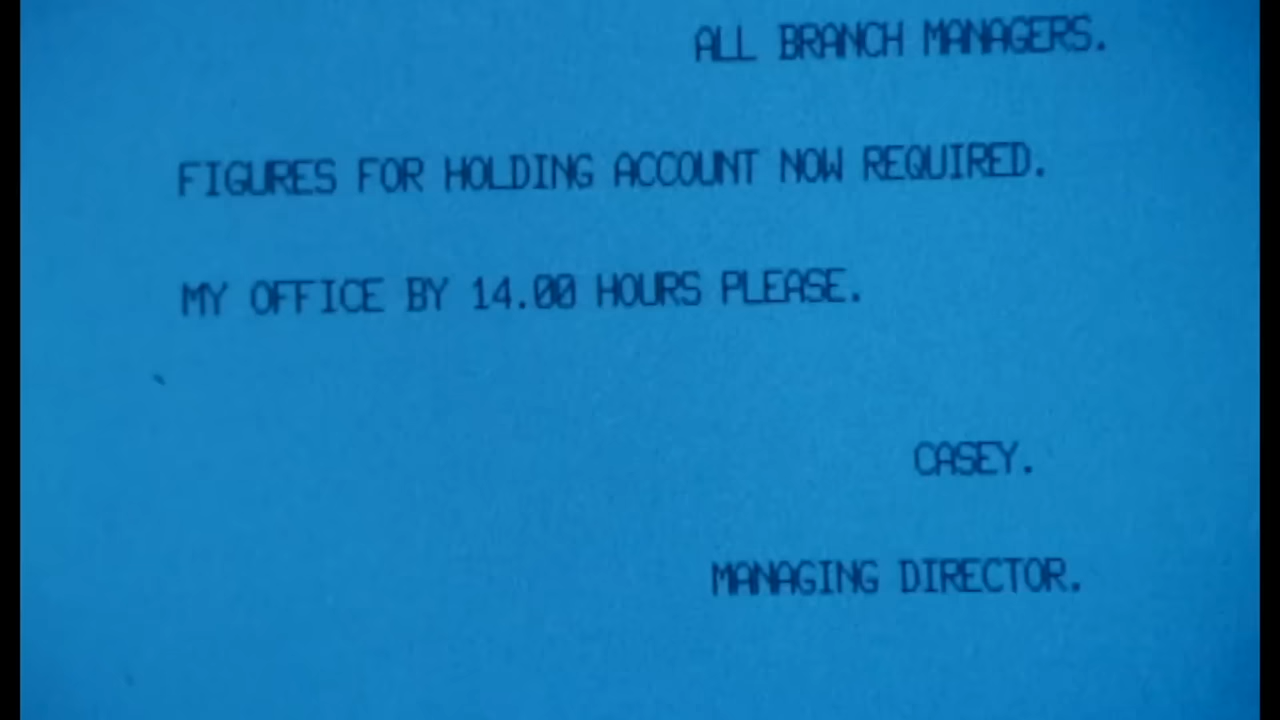 ALL BRANCH MANAGERS.
FIGURES FOR HOLDING ACCOUNT NOW REQUIRED.
MY OFFICE BY 14.00 HOURS PLEASE.
CASEY.
MANAGING DIRECTOR.